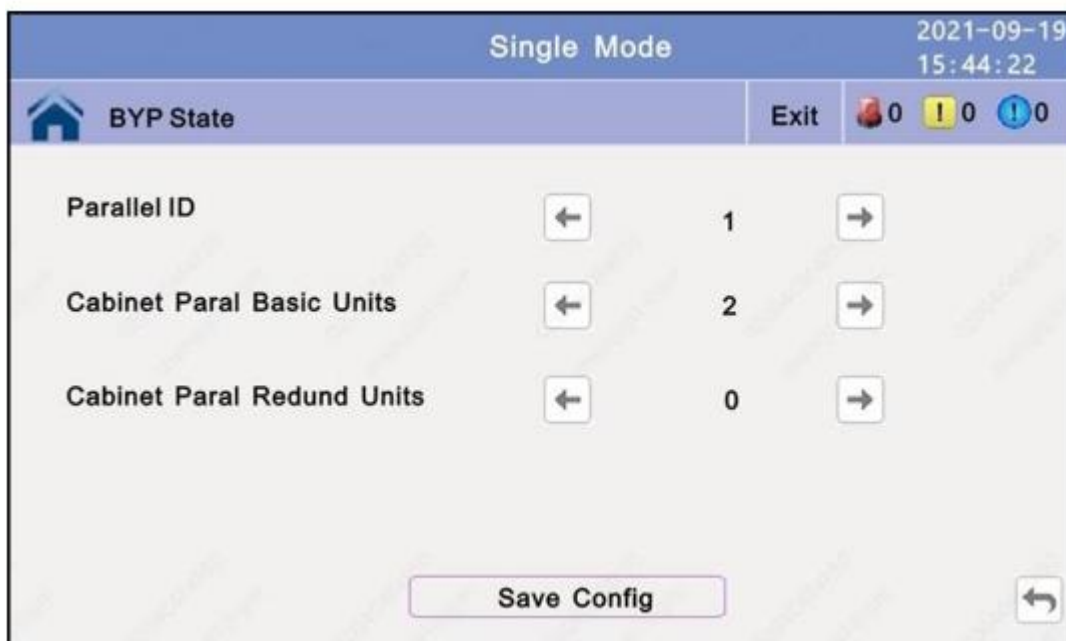 Single Mode
2021-09-19
15:44:22
BYP State
Exit
0
! 0
! 0
Parallel ID
1
Cabinet Paral Basic Units
2
Cabinet Paral Redund Units
0
Save Config